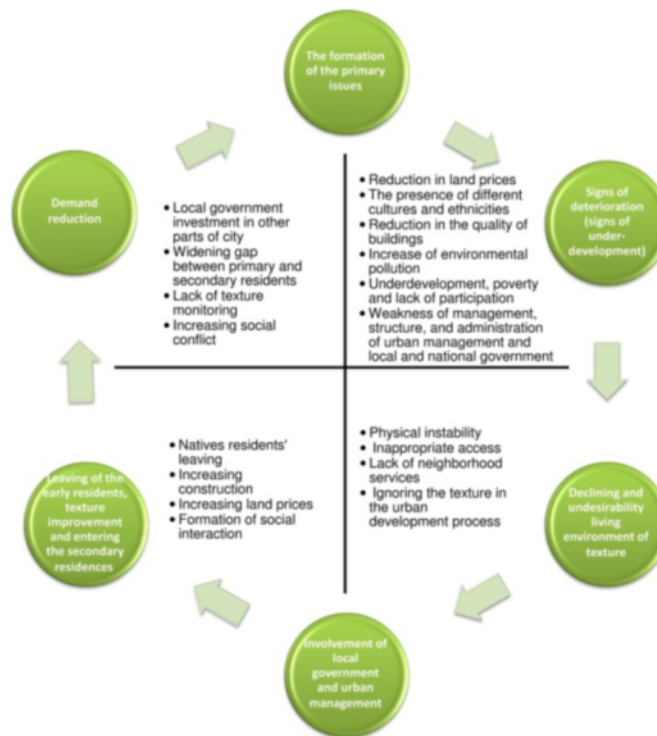 The formation
of the primary
issues
Demand
reduction
Signs of
deterioration
(signs of
under-
development)
• Local government
investment in other
parts of city
• Widening gap
between primary and
secondary residents
• Lack of texture
monitoring
• Increasing social
conflict
• Reduction in land prices
• The presence of different
cultures and ethnicities
• Reduction in the quality of
buildings
• Increase of environmental
pollution
• Underdevelopment, poverty
and lack of participation
• Weakness of management,
structure, and administration
of urban management and
local and national government
• Natives residents'
leaving
• Increasing
construction
• Increasing land prices
• Formation of social
interaction
• Physical instability
• Inappropriate access
• Lack of neighborhood
services
• Ignoring the texture in
the urban
development process
Leaving of the
early residents,
texture
improvement
and entering
the secondary
residences
Declining and
undesirability
living
environment of
texture
Involvement of
local
government
and urban
management